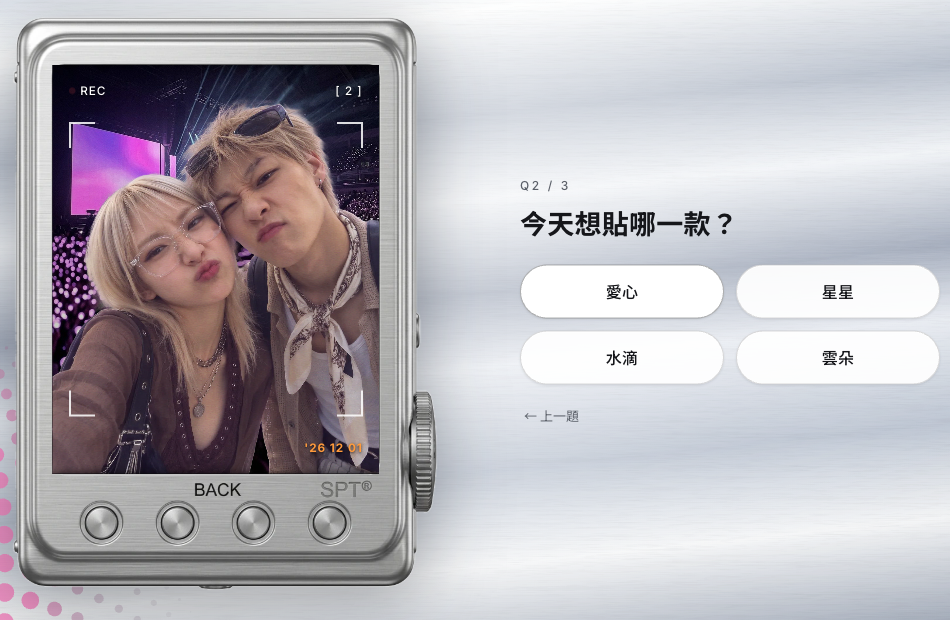 REC
[ 2 ]
'26 12 01
BACK
SPT®
Q2 / 3
今天想貼哪一款？
愛心
星星
水滴
雲朵
← 上一題